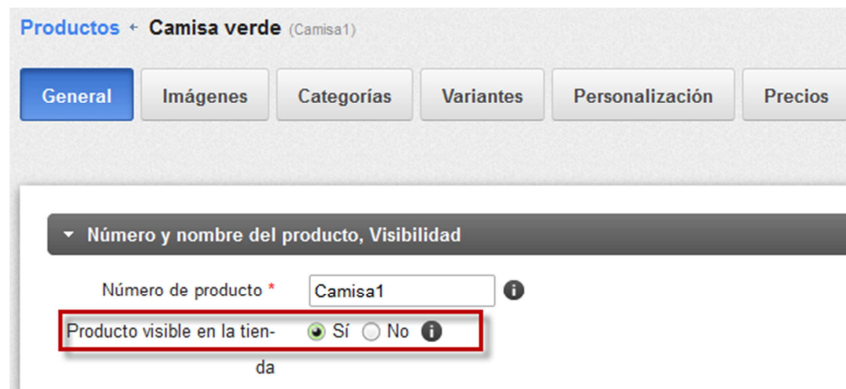 Productos ← Camisa verde (Camisa1)
General Imágenes Categorías Variantes Personalización Precios
Número y nombre del producto, Visibilidad
Número de producto * Camisa1
Producto visible en la tien- Sí No
da